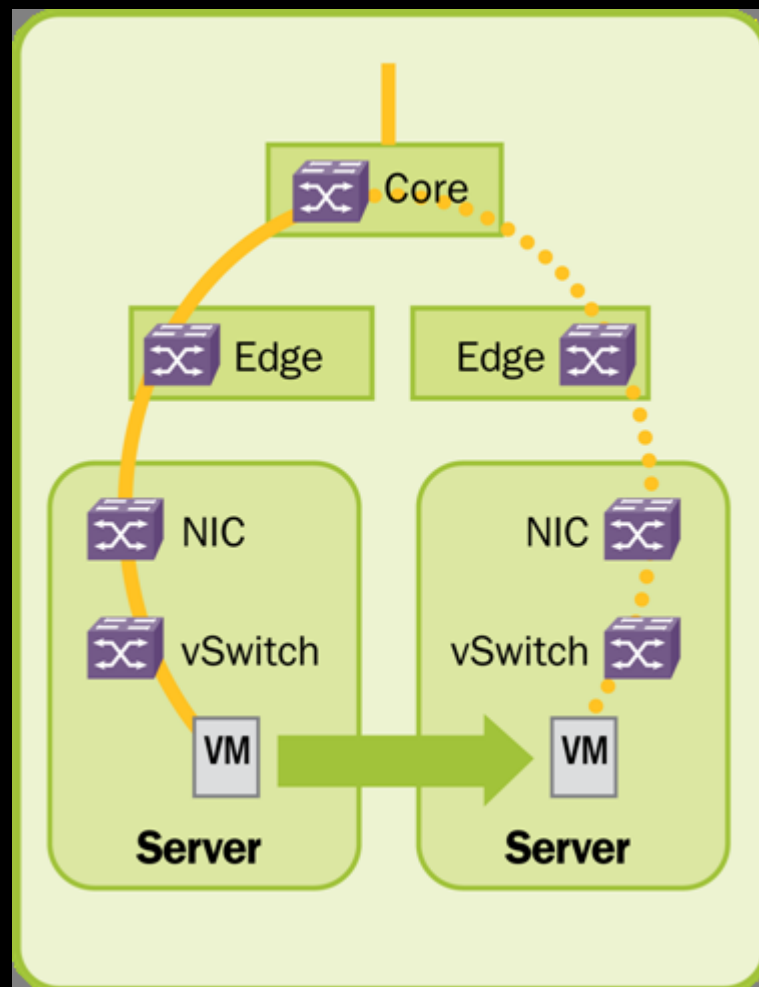 Core
Edge
Edge
NIC
NIC
vSwitch
vSwitch
VM
VM
Server
Server